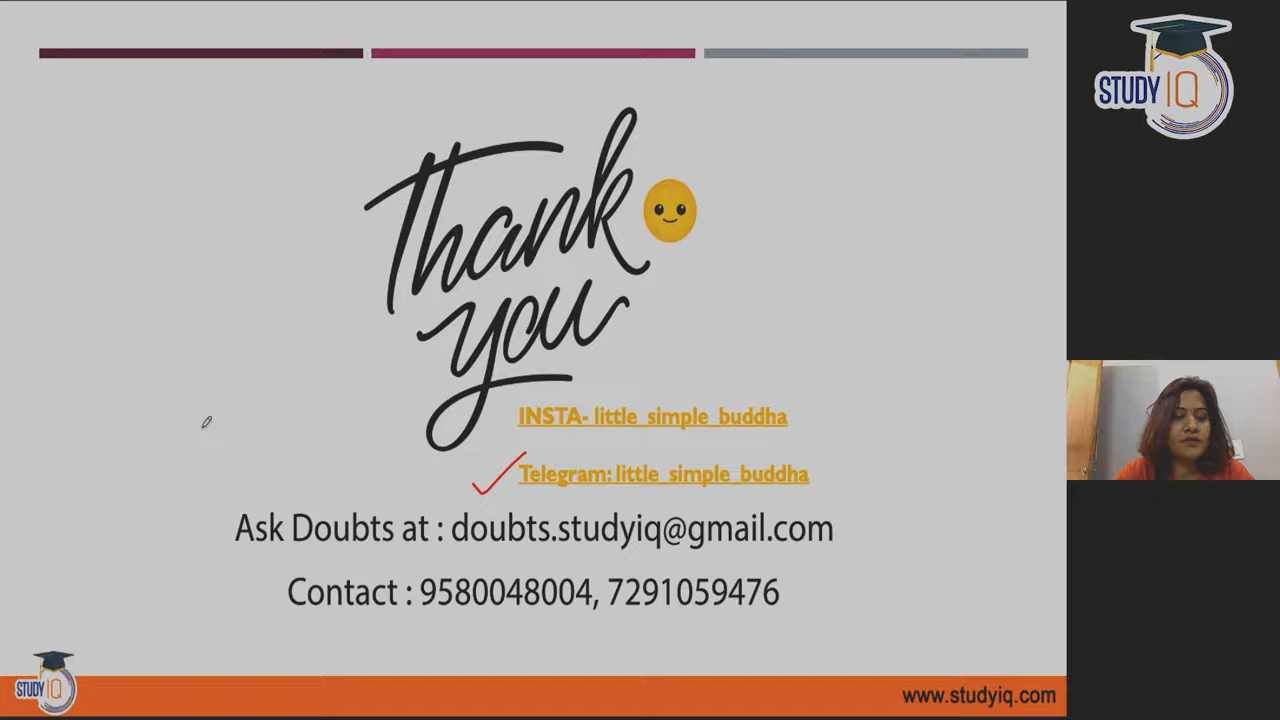 STUDY IQ
Thank
you
INSTA- little_simple_buddha
Telegram: little_simple_buddha
Ask Doubts at : doubts.studyiq@gmail.com
Contact : 9580048004, 7291059476
STUDY IQ
www.studyiq.com